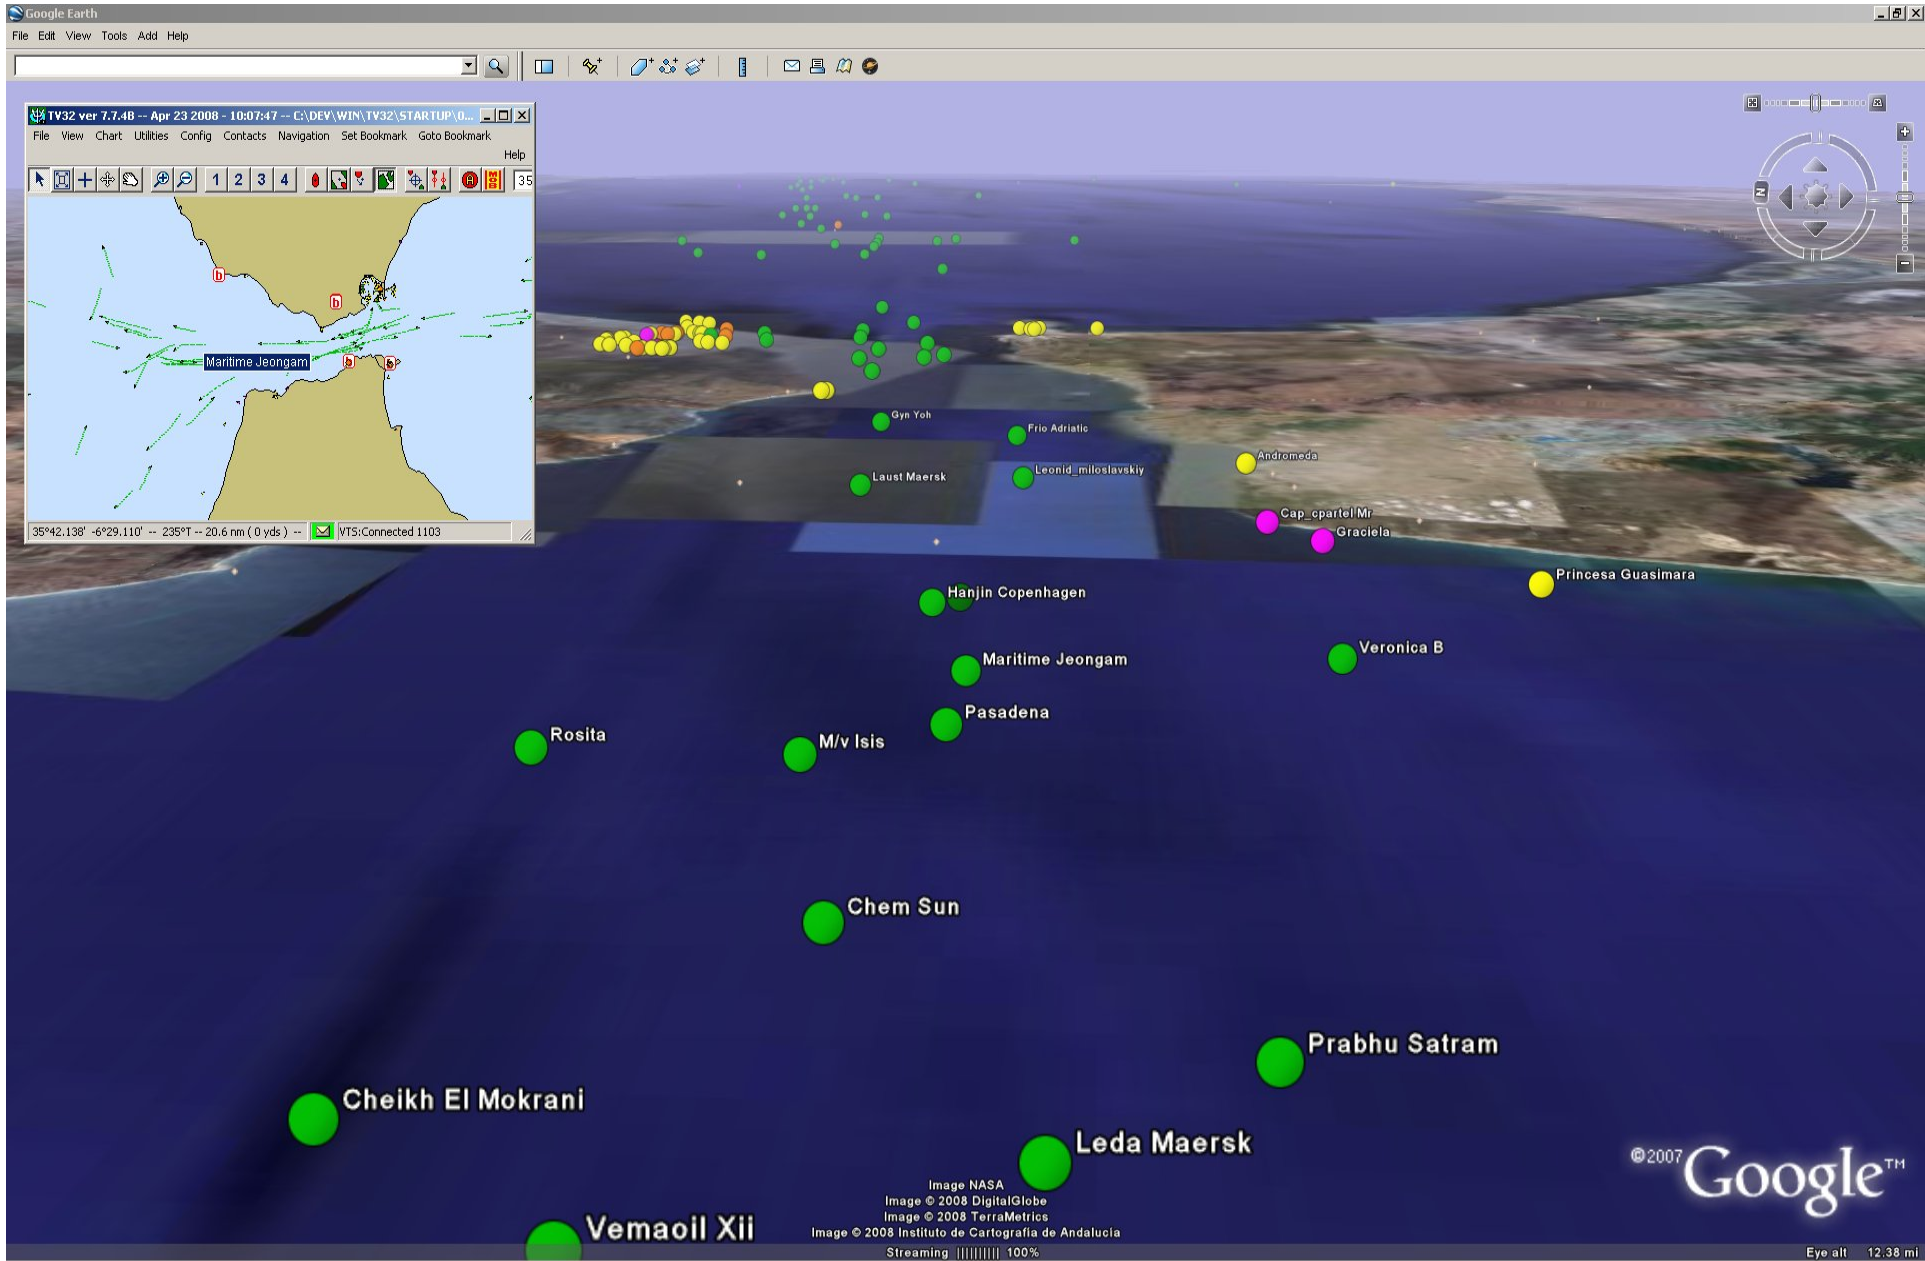 Google Earth
File Edit View Tools Add Help
TV32 ver 7.7.4B -- Apr 23 2008 - 10:07:47 -- C:\DEV\WIN\TV32\STARTUP\0...
File View Chart Utilities Config Contacts Navigation Set Bookmark Goto Bookmark
Help
1 2 3 4 A MOB 35
b
b
Maritime Jeongam
b
b
35°42.138' -6°29.110' -- 235°T -- 20.6 nm ( 0 yds ) -- VTS:Connected 1103
N
Gyn Yoh
Frio Adriatic
Andromeda
Leonid_miloslavskiy
Laust Maersk
Cap_cpartel Mr
Graciela
Princesa Guasimara
Hanjin Copenhagen
Veronica B
Maritime Jeongam
Pasadena
Rosita
M/v Isis
Chem Sun
Prabhu Satram
Cheikh El Mokrani
Leda Maersk
Vemaoil Xii
©2007 Google™
Image NASA
Image © 2008 DigitalGlobe
Image © 2008 TerraMetrics
Image © 2008 Instituto de Cartografía de Andalucía
Streaming |||||||||| 100%
Eye alt 12.38 mi